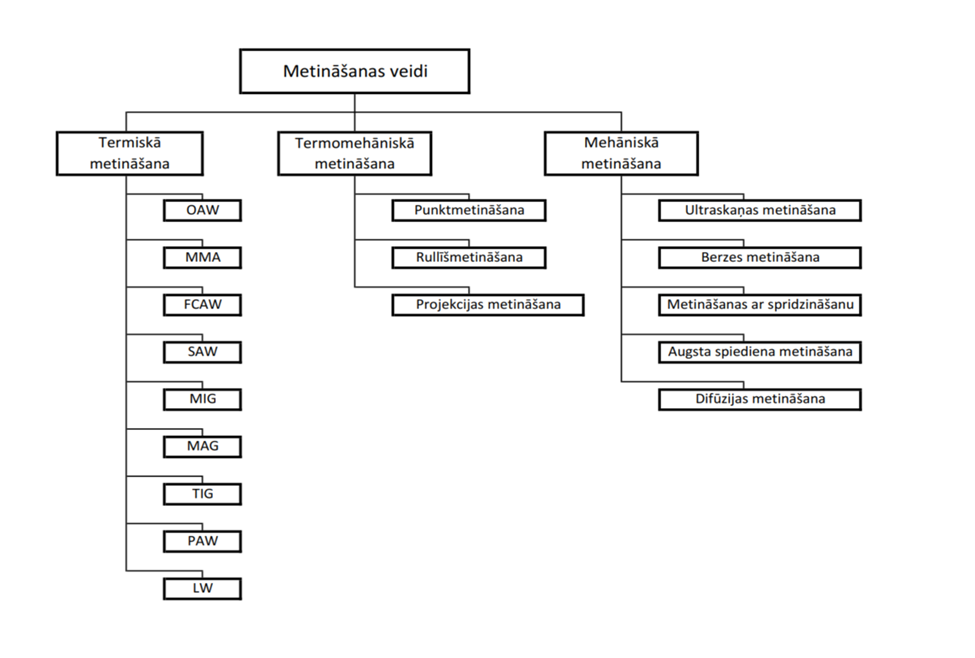 Metināšanas veidi
Termiskā
metināšana
OAW
MMA
FCAW
SAW
MIG
MAG
TIG
PAW
LW
Termomehāniskā
metināšana
Punktmetināšana
Rullīšmetināšana
Projekcijas metināšana
Mehāniskā
metināšana
Ultraskaņas metināšana
Berzes metināšana
Metināšanas ar spridzināšanu
Augsta spiediena metināšana
Difūzijas metināšana